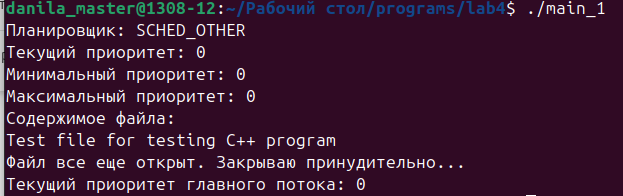 danila_master@1308-12:~/Рабочий стол/programs/lab4$ ./main_1
Планировщик: SCHED_OTHER
Текущий приоритет: 0
Минимальный приоритет: 0
Максимальный приоритет: 0
Содержимое файла:
Test file for testing C++ program
Файл все еще открыт. Закрываю принудительно...
Текущий приоритет главного потока: 0